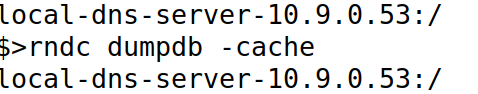 local-dns-server-10.9.0.53:/
$>rndc dumpdb -cache
local-dns-server-10.9.0.53:/